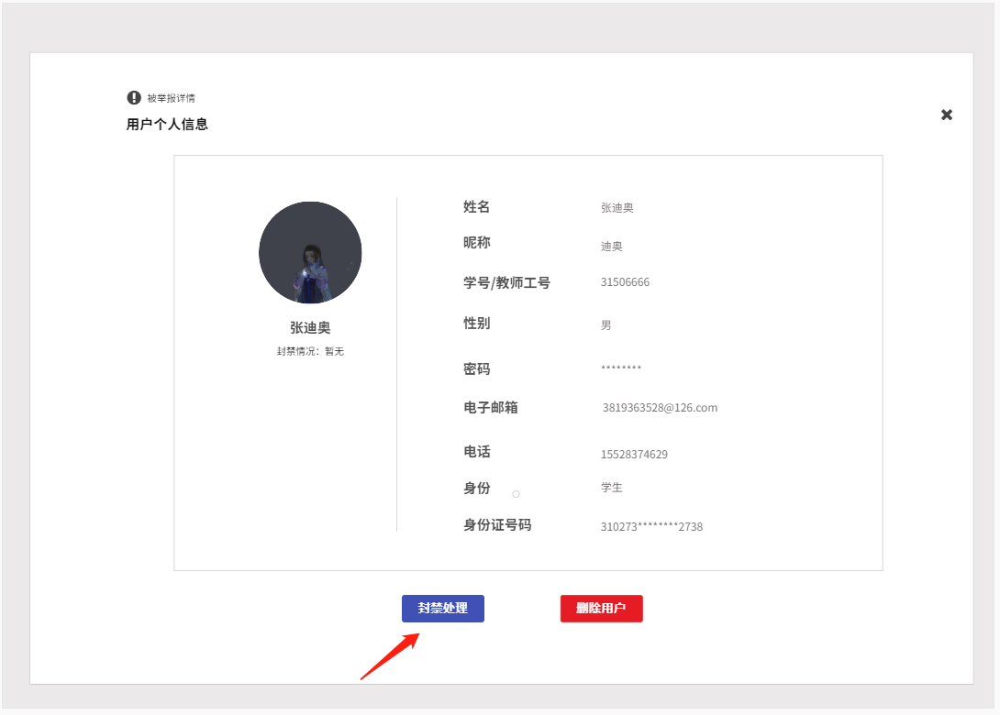 被举报详情
用户个人信息
张迪奥
封禁情况：暂无
姓名 张迪奥
昵称 迪奥
学号/教师工号 31506666
性别 男
密码 ********
电子邮箱 3819363528@126.com
电话 15528374629
身份 学生
身份证号码 310273********2738
封禁处理 删除用户